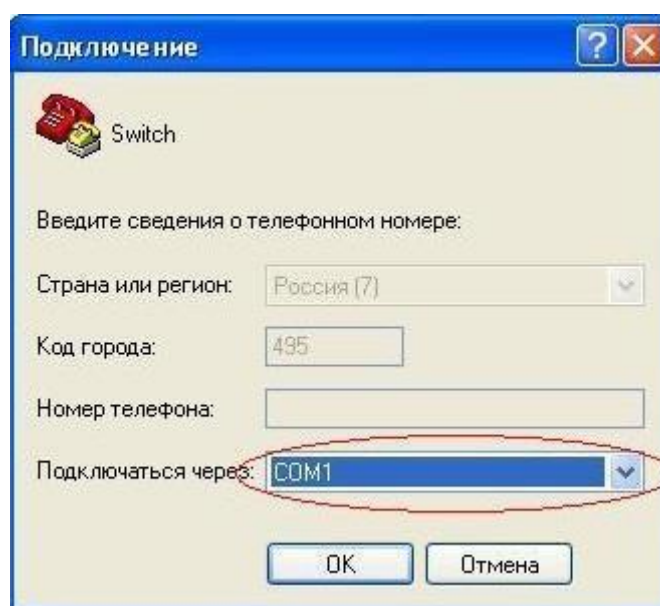 Подключение
Switch
Введите сведения о телефонном номере:
Страна или регион: Россия (7)
Код города: 495
Номер телефона:
Подключаться через: COM1
OK Отмена